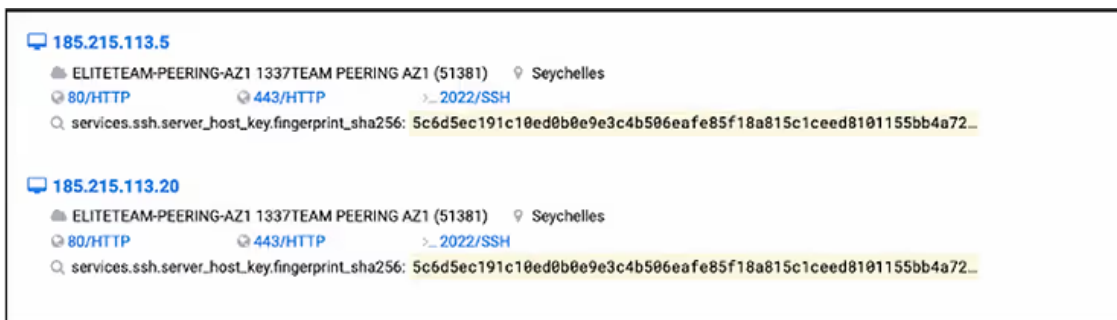 185.215.113.5
ELITETEAM-PEERING-AZ1 1337TEAM PEERING AZ1 (51381) Seychelles
80/HTTP 443/HTTP >_ 2022/SSH
services.ssh.server_host_key.fingerprint_sha256: 5c6d5ec191c10ed0b0e9e3c4b506eafe85f18a815c1ceed8101155bb4a72…
185.215.113.20
ELITETEAM-PEERING-AZ1 1337TEAM PEERING AZ1 (51381) Seychelles
80/HTTP 443/HTTP >_ 2022/SSH
services.ssh.server_host_key.fingerprint_sha256: 5c6d5ec191c10ed0b0e9e3c4b506eafe85f18a815c1ceed8101155bb4a72…